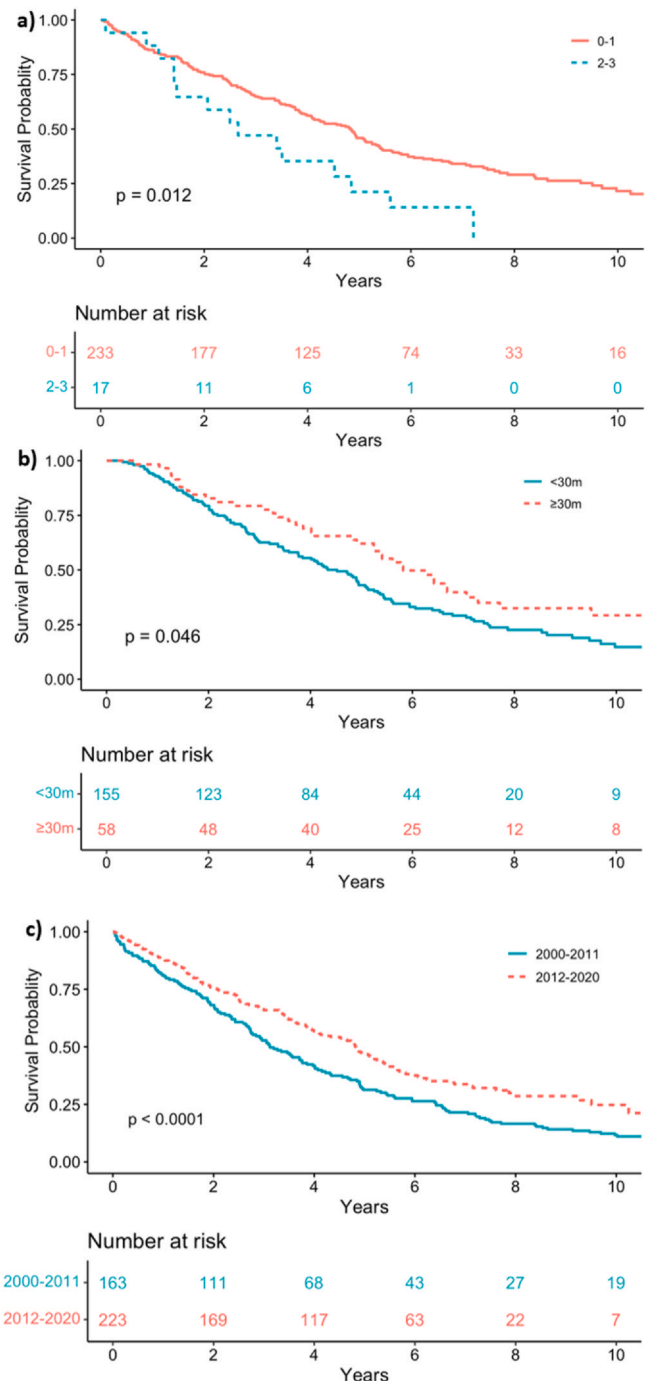 a)
1.00
0.75
0.50
0.25
0.00
Survival Probablity
0-1
2-3
p = 0.012
0 2 4 6 8 10
Years
Number at risk
0-1 233 177 125 74 33 16
2-3 17 11 6 1 0 0
0 2 4 6 8 10
Years
b)
1.00
0.75
0.50
0.25
0.00
Survival Probablity
<30m
≥30m
p = 0.046
0 2 4 6 8 10
Years
Number at risk
<30m 155 123 84 44 20 9
≥30m 58 48 40 25 12 8
0 2 4 6 8 10
Years
c)
1.00
0.75
0.50
0.25
0.00
Survival Probablity
2000-2011
2012-2020
p < 0.0001
0 2 4 6 8 10
Years
Number at risk
2000-2011 163 111 68 43 27 19
2012-2020 223 169 117 63 22 7
0 2 4 6 8 10
Years